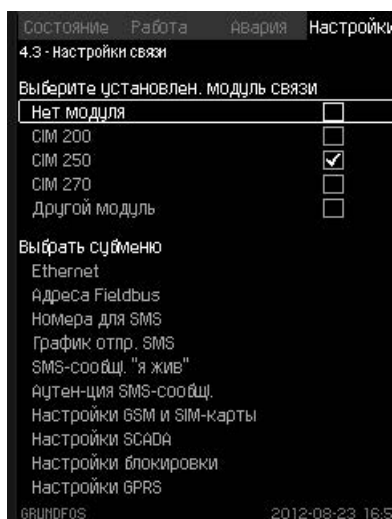 Состояние Работа Авария Настройки
4.3 - Настройки связи
Выберите установлен. модуль связи
Нет модуля
CIM 200
CIM 250
CIM 270
Другой модуль
Выбрать субменю
Ethernet
Адреса Fieldbus
Номера для SMS
График отпр. SMS
SMS-сообщ. "я жив"
Аутен-ция SMS-сообщ.
Настройки GSM и SIM-карты
Настройки SCADA
Настройки блокировки
Настройки GPRS
GRUNDFOS 2012-08-23